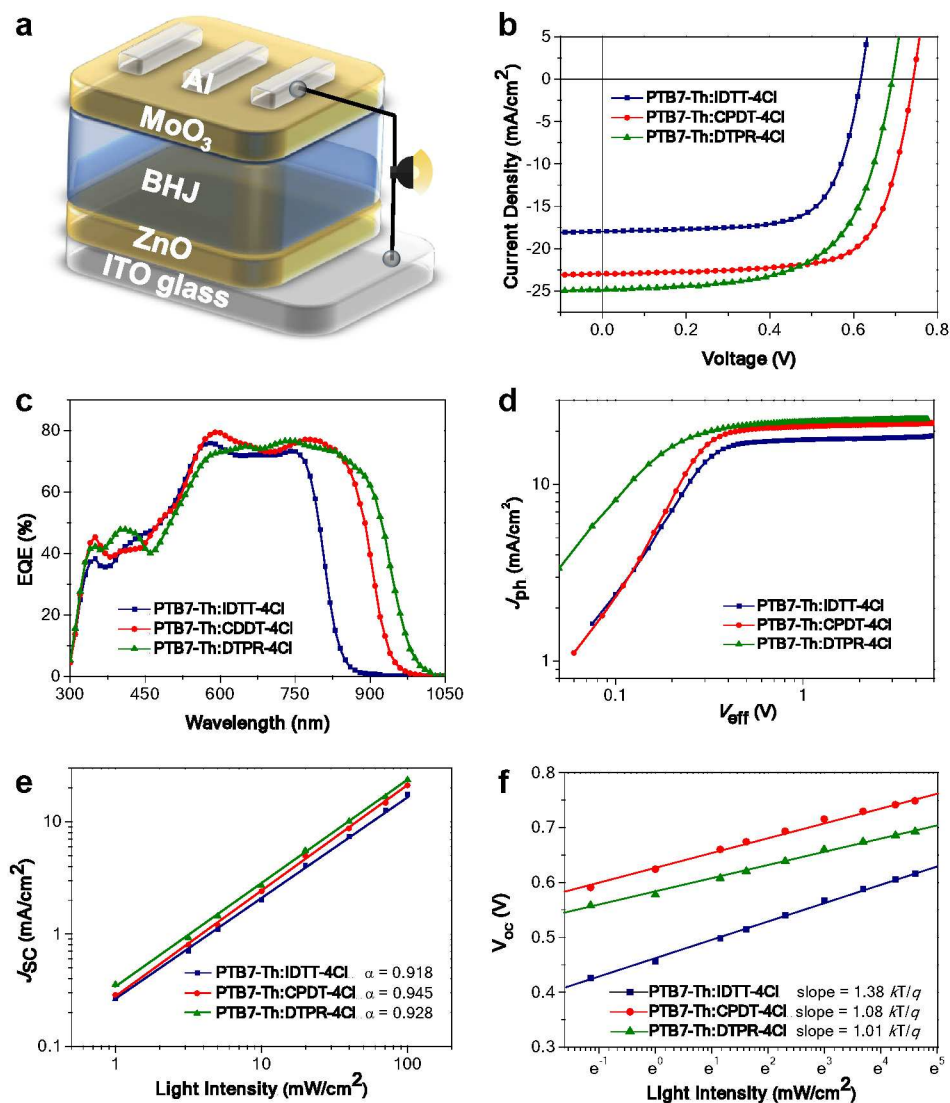 a
Al
MoO3
BHJ
ZnO
ITO glass
b
5
0
-5
-10
-15
-20
-25
Current Density (mA/cm2)
PTB7-Th:IDTT-4Cl
PTB7-Th:CPDT-4Cl
PTB7-Th:DTPR-4Cl
0.0 0.2 0.4 0.6 0.8
Voltage (V)
c
100
80
60
40
20
0
EQE (%)
PTB7-Th:IDTT-4Cl
PTB7-Th:CDDT-4Cl
PTB7-Th:DTPR-4Cl
300 450 600 750 900 1050
Wavelength (nm)
d
10
1
Jph (mA/cm2)
PTB7-Th:IDTT-4Cl
PTB7-Th:CPDT-4Cl
PTB7-Th:DTPR-4Cl
0.1 1
Veff (V)
e
10
1
0.1
JSC (mA/cm2)
PTB7-Th:IDTT-4Cl α = 0.918
PTB7-Th:CPDT-4Cl α = 0.945
PTB7-Th:DTPR-4Cl α = 0.928
1 10 100
Light Intensity (mW/cm2)
f
0.8
0.7
0.6
0.5
0.4
0.3
Voc (V)
PTB7-Th:IDTT-4Cl slope = 1.38 kT/q
PTB7-Th:CPDT-4Cl slope = 1.08 kT/q
PTB7-Th:DTPR-4Cl slope = 1.01 kT/q
e-1 e0 e1 e2 e3 e4 e5
Light Intensity (mW/cm2)